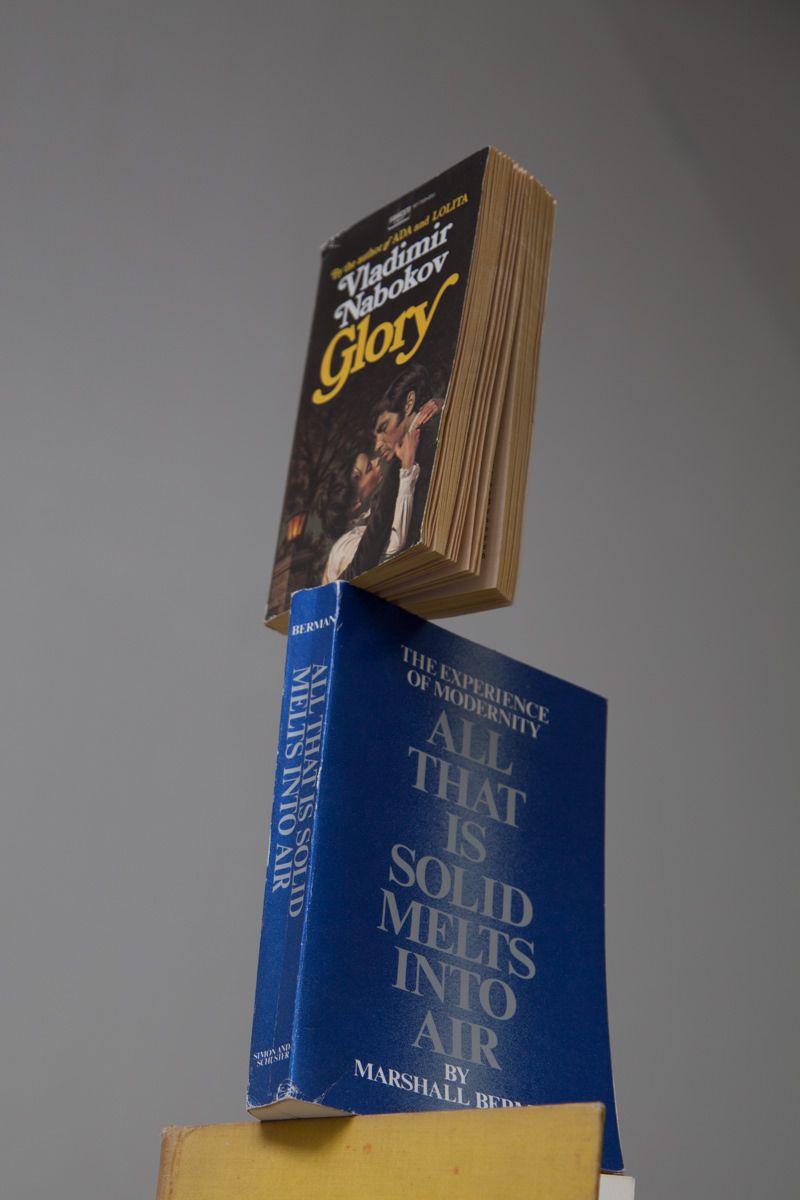 By the author of ADA and LOLITA
Vladimir
Nabokov
Glory
BERMAN
ALL THAT IS SOLID
MELTS INTO AIR
SIMON AND
SCHUSTER
THE EXPERIENCE
OF MODERNITY
ALL
THAT
IS
SOLID
MELTS
INTO
AIR
BY
MARSHALL BERM